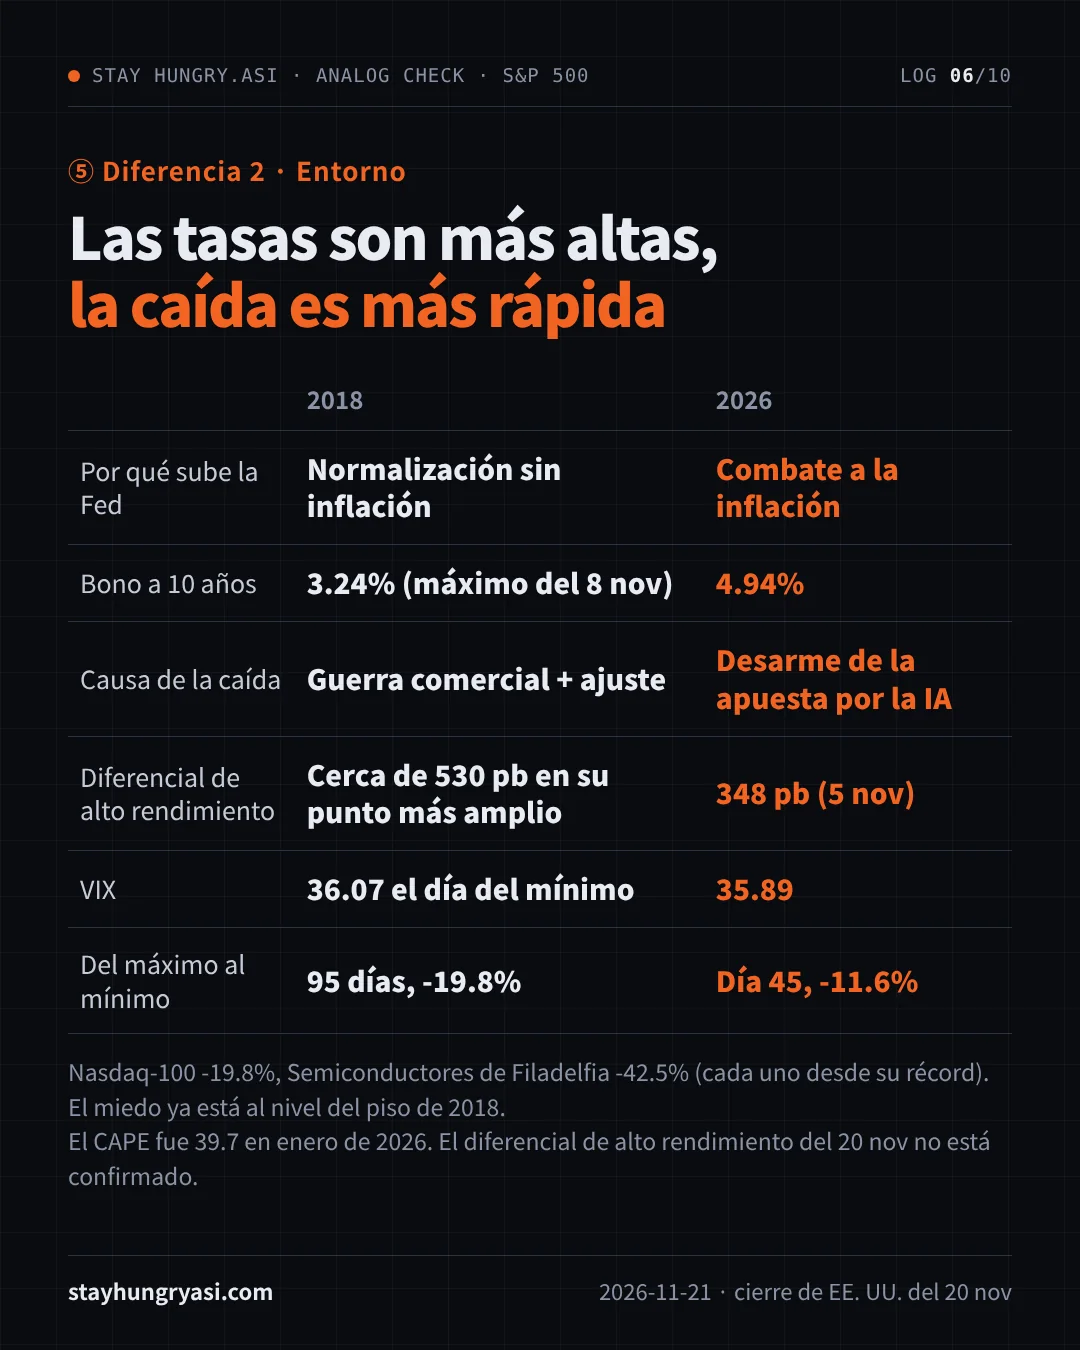 STAY HUNGRY.ASI · ANALOG CHECK · S&P 500
LOG 06/10
⑤ Diferencia 2 · Entorno
Las tasas son más altas,
la caída es más rápida
2018
2026
Por qué sube la
Fed
Normalización sin
inflación
Combate a la
inflación
Bono a 10 años
3.24% (máximo del 8 nov)
4.94%
Causa de la caída
Guerra comercial + ajuste
Desarme de la
apuesta por la IA
Diferencial de
alto rendimiento
Cerca de 530 pb en su
punto más amplio
348 pb (5 nov)
VIX
36.07 el día del mínimo
35.89
Del máximo al
mínimo
95 días, -19.8%
Día 45, -11.6%
Nasdaq-100 -19.8%, Semiconductores de Filadelfia -42.5% (cada uno desde su récord).
El miedo ya está al nivel del piso de 2018.
El CAPE fue 39.7 en enero de 2026. El diferencial de alto rendimiento del 20 nov no está
confirmado.
stayhungryasi.com
2026-11-21 · cierre de EE. UU. del 20 nov